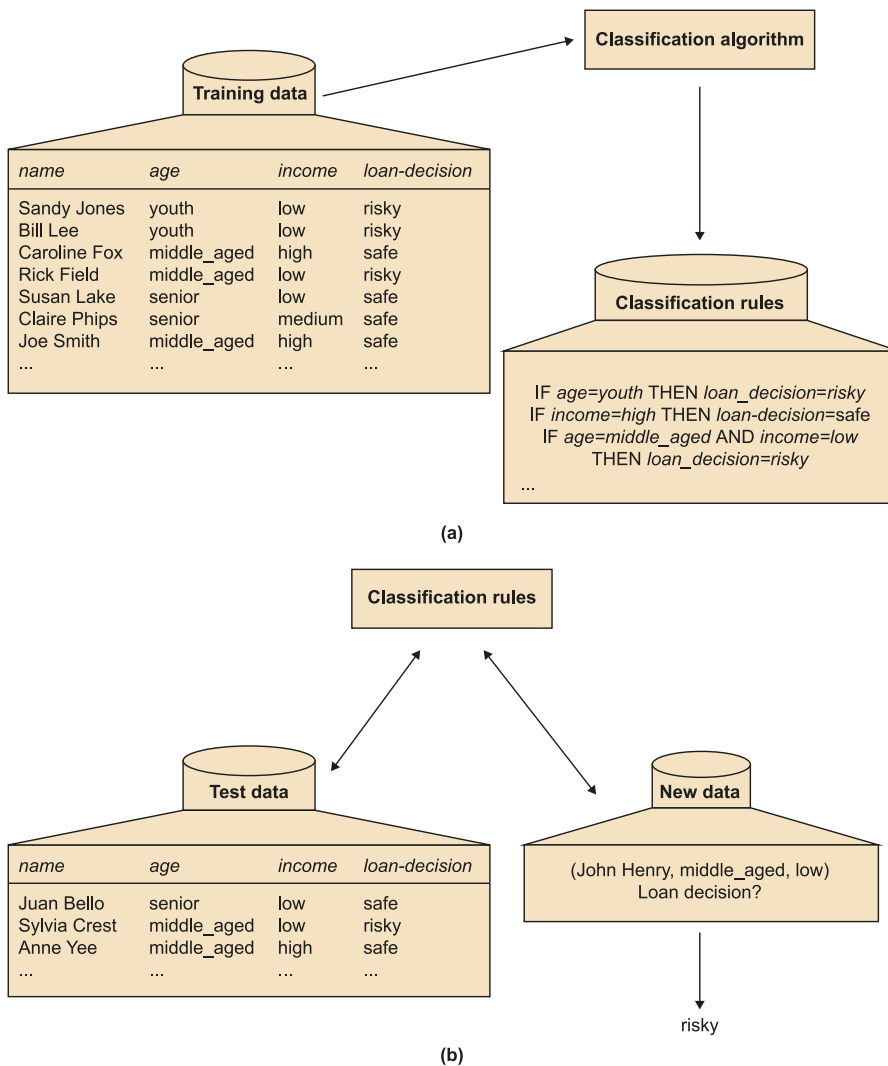 Classification algorithm
Training data
name age income loan-decision
Sandy Jones youth low risky
Bill Lee youth low risky
Caroline Fox middle_aged high safe
Rick Field middle_aged low risky
Susan Lake senior low safe
Claire Phips senior medium safe
Joe Smith middle_aged high safe
... ... ... ...
Classification rules
IF age=youth THEN loan_decision=risky
IF income=high THEN loan-decision=safe
IF age=middle_aged AND income=low
THEN loan_decision=risky
...
(a)
Classification rules
Test data
name age income loan-decision
Juan Bello senior low safe
Sylvia Crest middle_aged low risky
Anne Yee middle_aged high safe
... ... ... ...
New data
(John Henry, middle_aged, low)
Loan decision?
risky
(b)